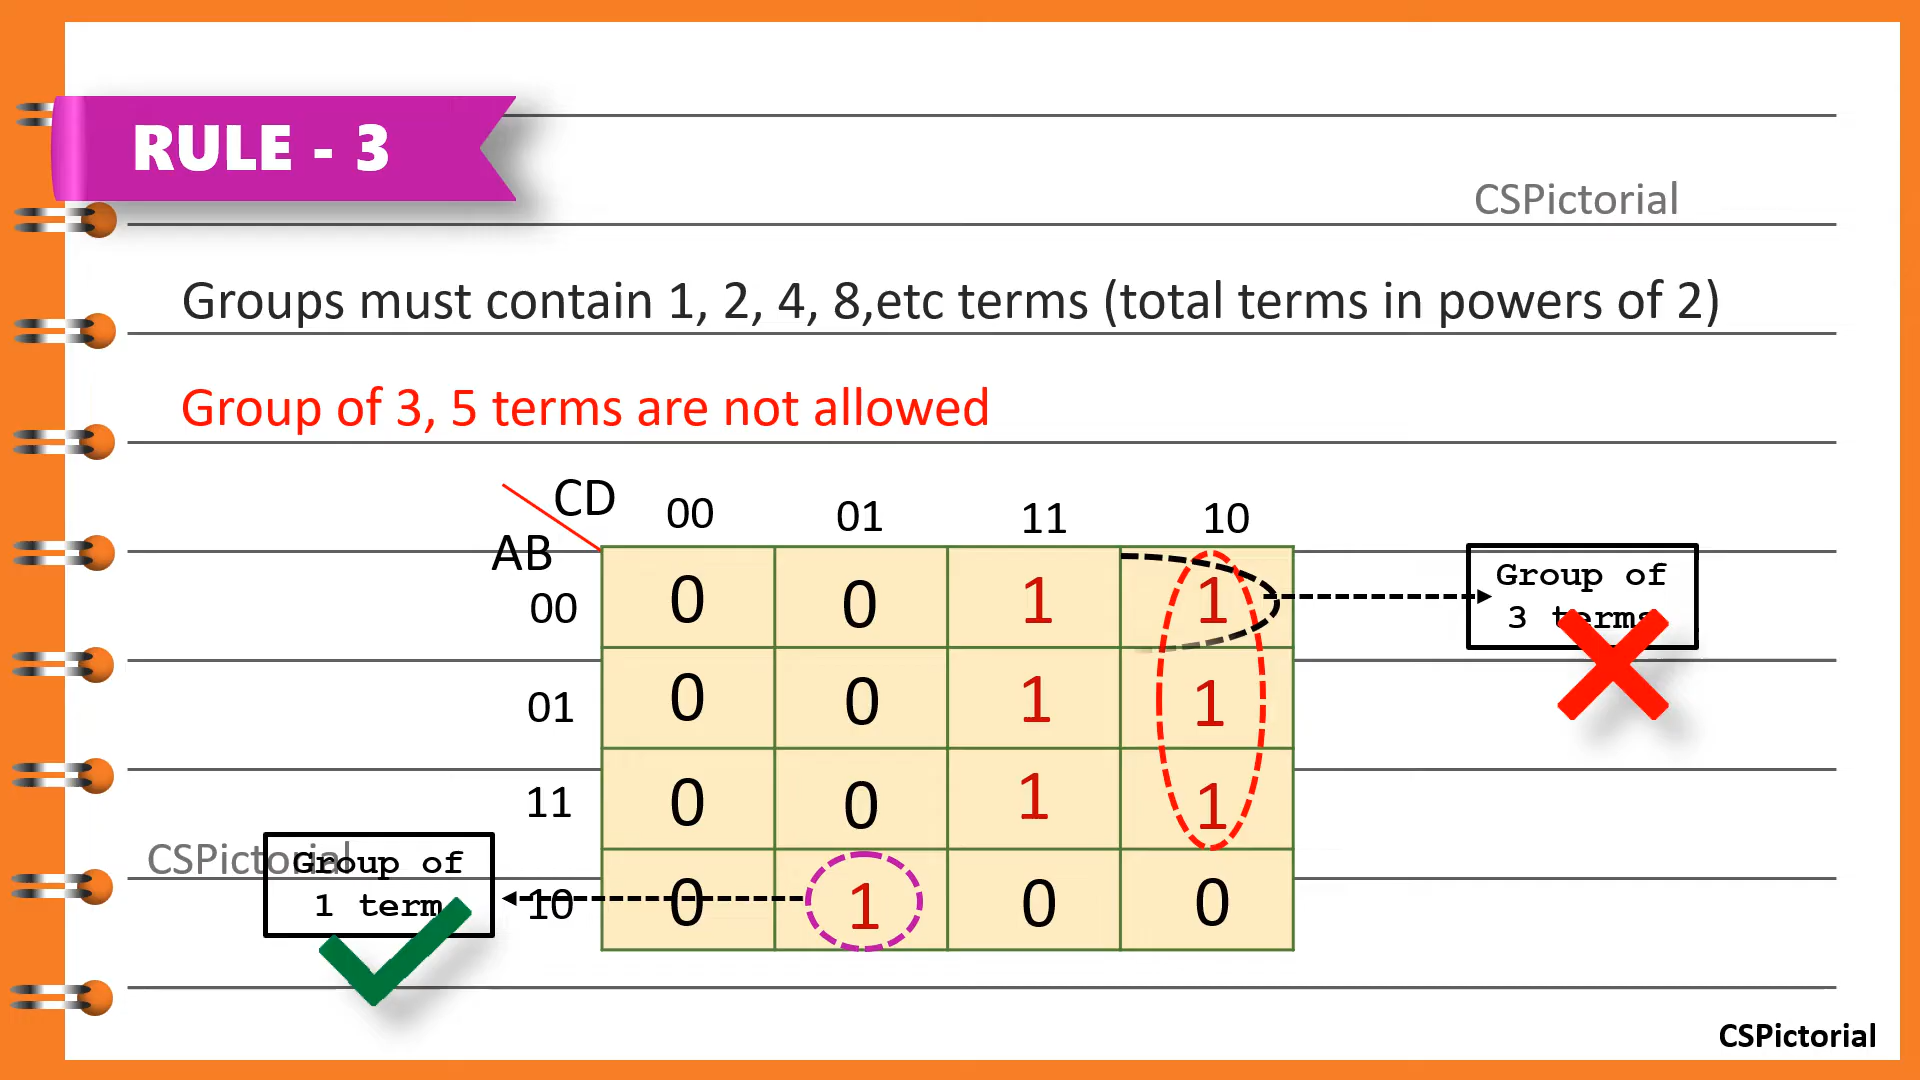 RULE - 3
CSPictorial
Groups must contain 1, 2, 4, 8,etc terms (total terms in powers of 2)
Group of 3, 5 terms are not allowed
CD
AB
00 01 11 10
00 0 0 1 1
01 0 0 1 1
11 0 0 1 1
10 0 1 0 0
Group of
3 terms
CSPictorial
Group of
1 term
CSPictorial